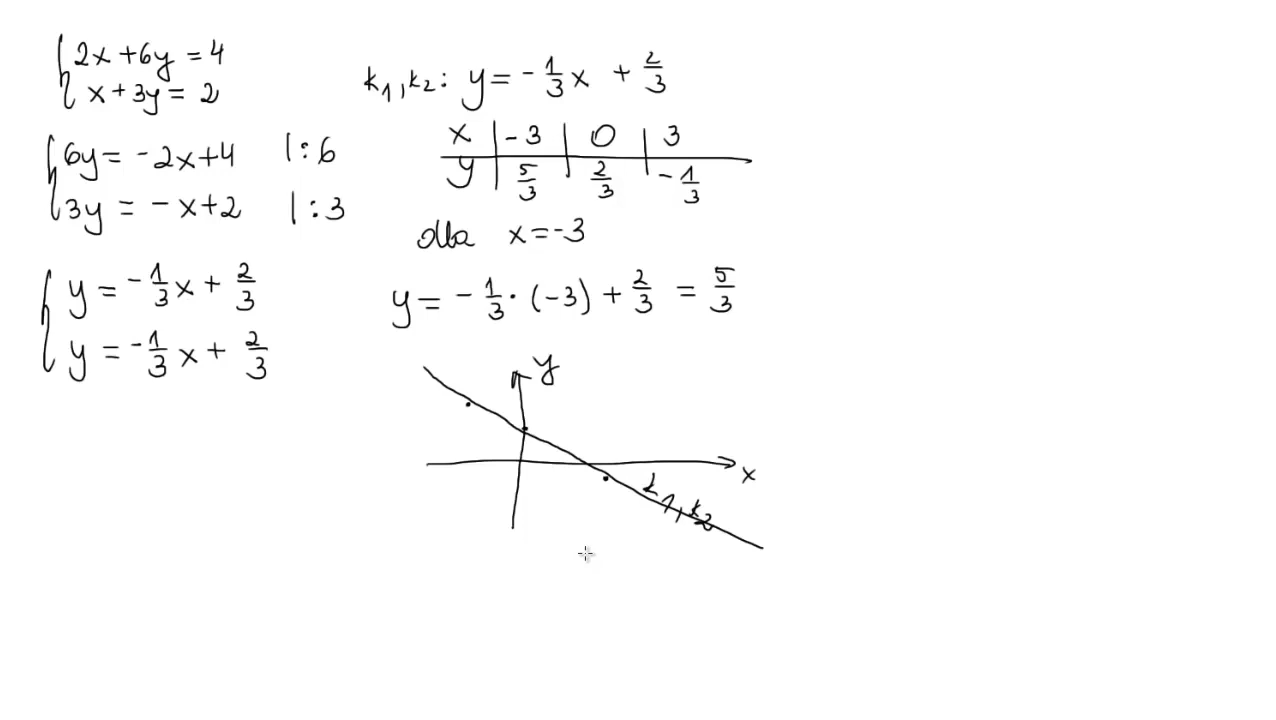 2x + 6y = 4
x + 3y = 2
6y = -2x + 4 |:6
3y = -x + 2 |:3
y = -1/3 x + 2/3
y = -1/3 x + 2/3
k₁, k₂: y = -1/3 x + 2/3
x | -3 | 0 | 3
y | 5/3 | 2/3 | -1/3
dla x = -3
y = -1/3 · (-3) + 2/3 = 5/3
y
x
k₁, k₂